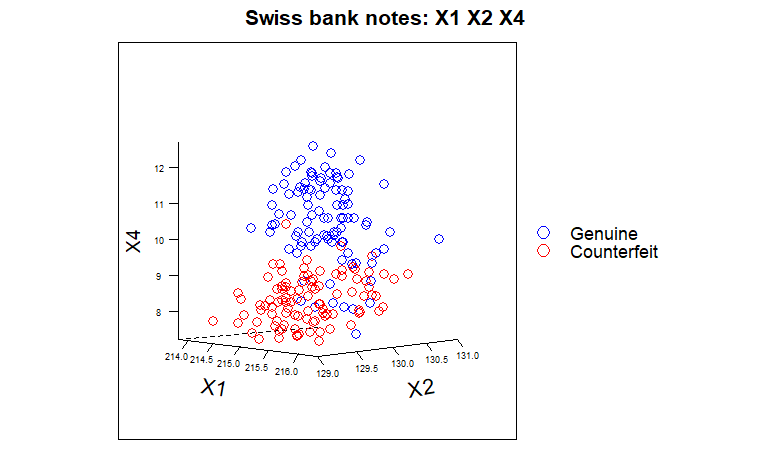 Swiss bank notes: X1 X2 X4
12
11
10
9
8
X4
214.0 214.5 215.0 215.5 216.0
X1
129.0 129.5 130.0 130.5 131.0
X2
Genuine
Counterfeit